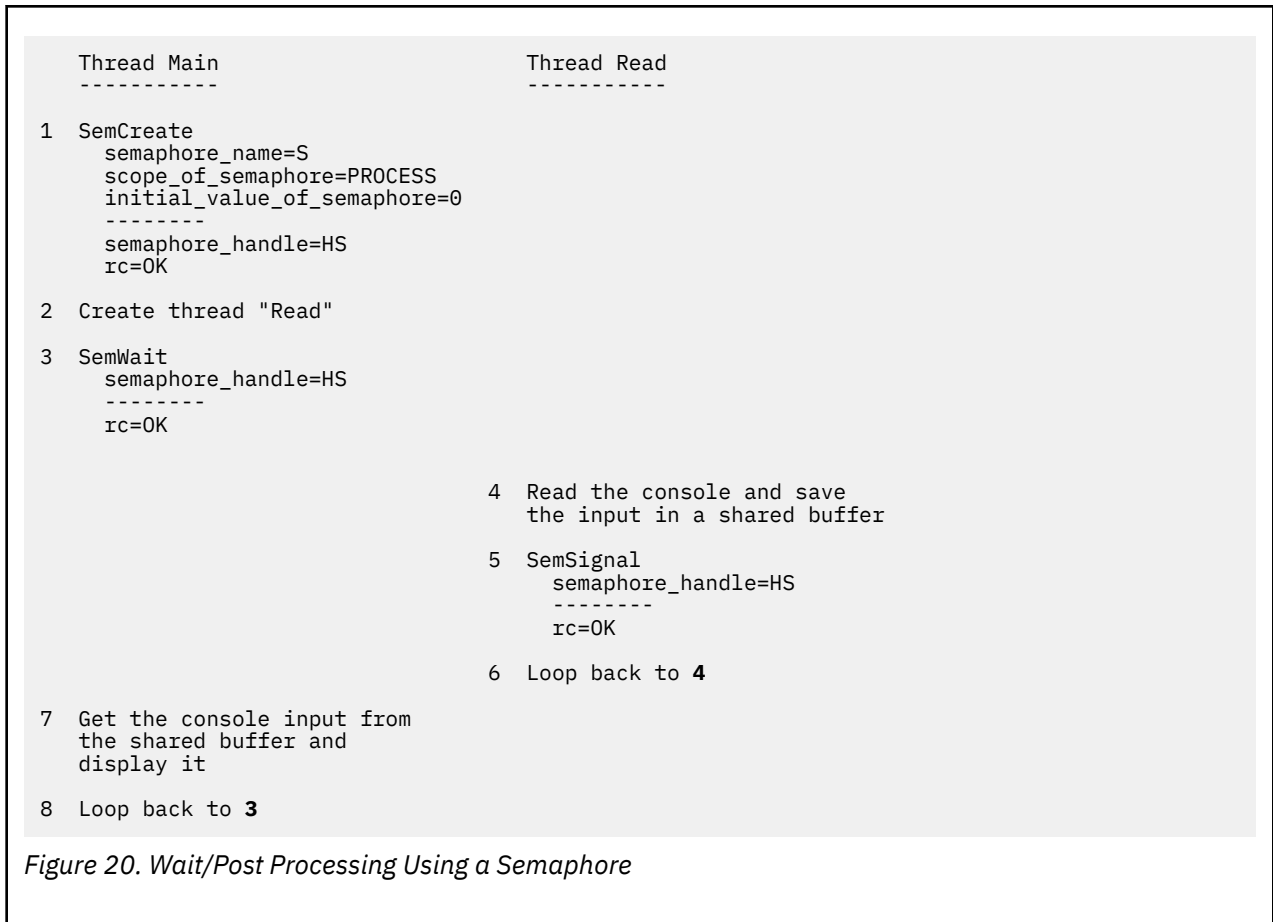 Thread Main                        Thread Read
-----------                        -----------
1  SemCreate
semaphore_name=S
scope_of_semaphore=PROCESS
initial_value_of_semaphore=0
--------
semaphore_handle=HS
rc=OK
2  Create thread "Read"
3  SemWait
semaphore_handle=HS
--------
rc=OK
4  Read the console and save
the input in a shared buffer
5  SemSignal
semaphore_handle=HS
--------
rc=OK
6  Loop back to 4
7  Get the console input from
the shared buffer and
display it
8  Loop back to 3
Figure 20. Wait/Post Processing Using a Semaphore